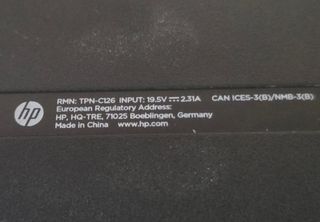 hp
RMN: TPN-C126 INPUT: 19.5V⎓2.31A CAN ICES-3(B)/NMB-3(B)
European Regulatory Address:
HP, HQ-TRE, 71025 Boeblingen, Germany
Made in China www.hp.com